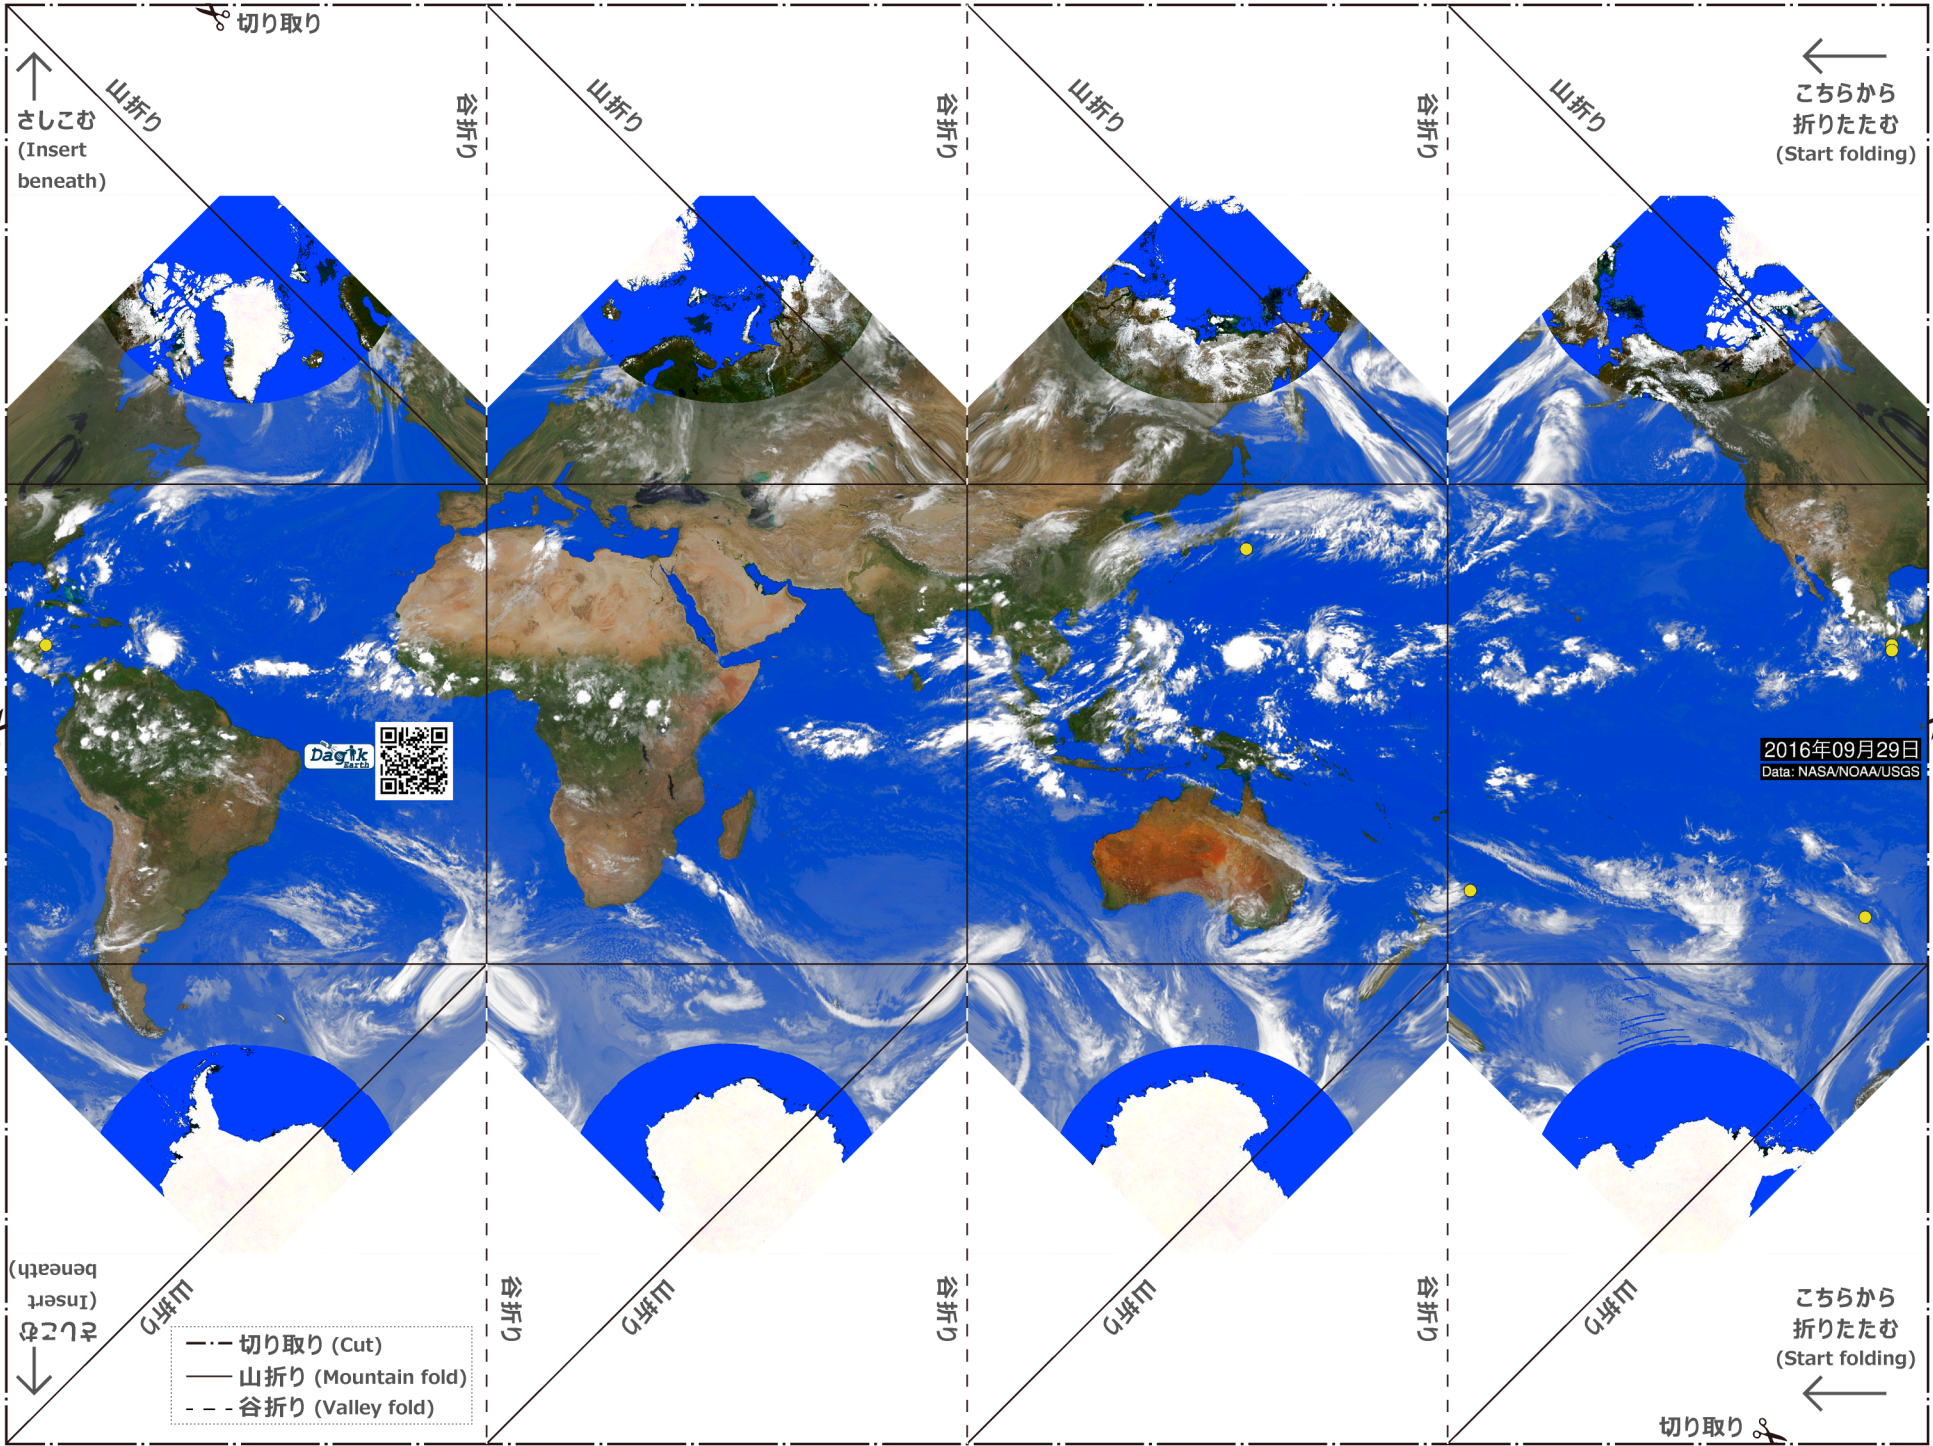 切り取り
山折り
谷折り
山折り
谷折り
山折り
谷折り
山折り
さしこむ
(Insert
beneath)
こちらから
折りたたむ
(Start folding)
Dagik
Earth
2016年09月29日
Data: NASA/NOAA/USGS
さしこむ
(Insert
beneath)
山折り
谷折り
山折り
谷折り
山折り
谷折り
山折り
こちらから
折りたたむ
(Start folding)
切り取り (Cut)
山折り (Mountain fold)
谷折り (Valley fold)
切り取り